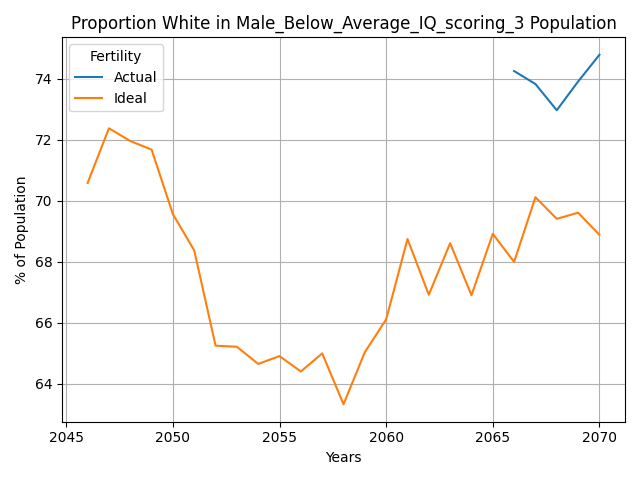 Proportion White in Male_Below_Average_IQ_scoring_3 Population
Fertility
Actual
Ideal
% of Population
74
72
70
68
66
64
2045
2050
2055
2060
2065
2070
Years